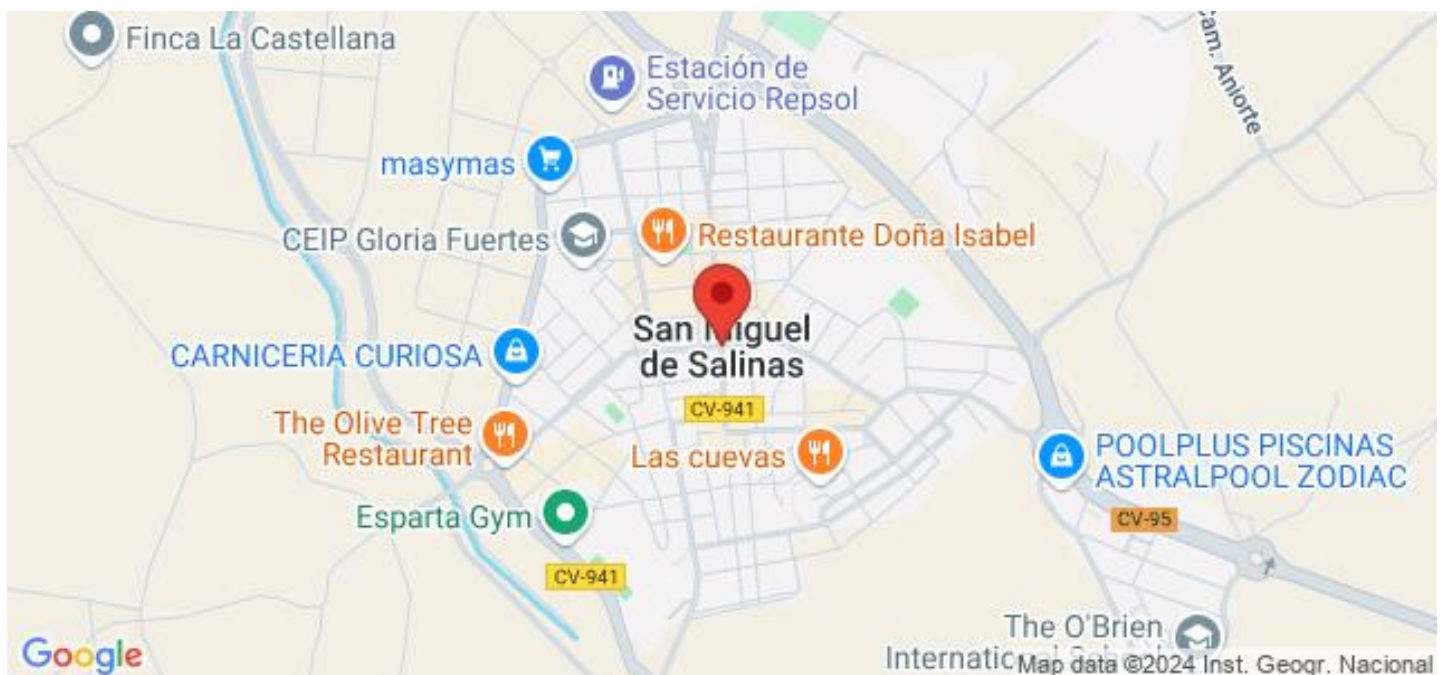 Finca La Castellana
Estación de
Servicio Repsol
Cam. Aniorte
masymas
CEIP Gloria Fuertes
Restaurante Doña Isabel
San Miguel
de Salinas
CARNICERIA CURIOSA
CV-941
The Olive Tree
Restaurant
Las cuevas
POOLPLUS PISCINAS
ASTRALPOOL ZODIAC
Esparta Gym
CV-95
CV-941
The O'Brien
International School
Google
Map data ©2024 Inst. Geogr. Nacional